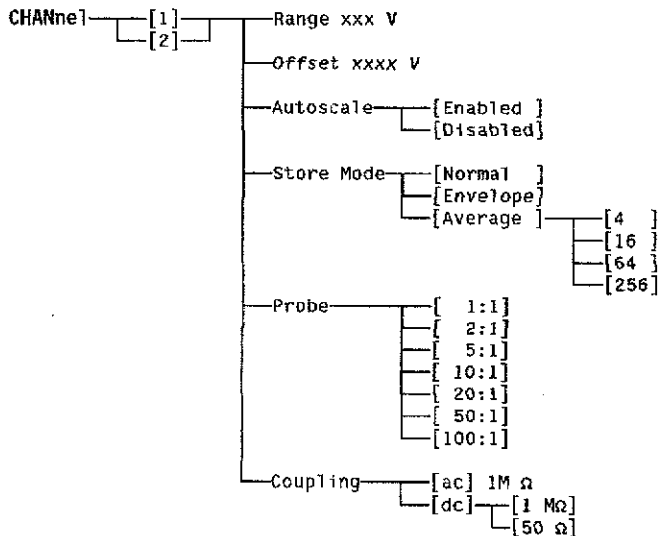 CHANnel [1] Range xxx V
[2]
Offset xxxx V
Autoscale [Enabled ]
[Disabled]
Store Mode [Normal ]
[Envelope]
[Average ] [4 ]
[16 ]
[64 ]
[256]
Probe [ 1:1]
[ 2:1]
[ 5:1]
[ 10:1]
[ 20:1]
[ 50:1]
[100:1]
Coupling [ac] 1M Ω
[dc] [1 MΩ]
[50 Ω]